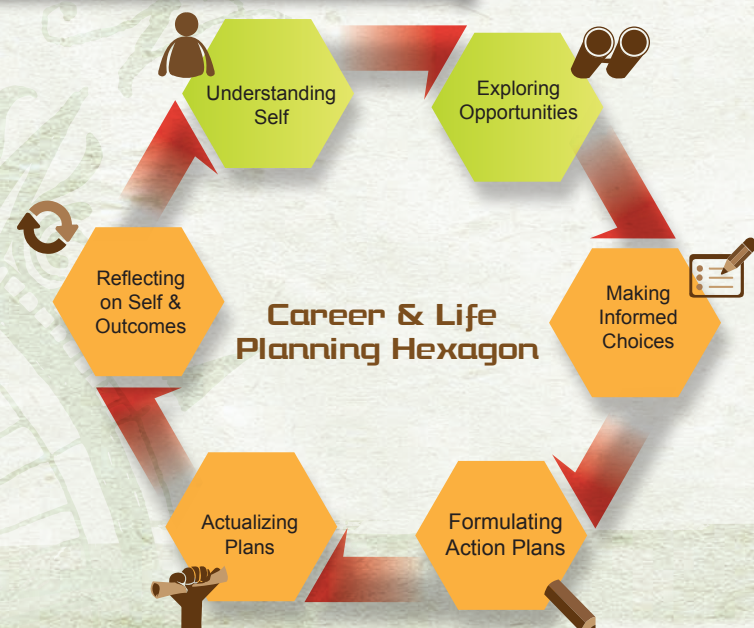 Understanding
Self
Exploring
Opportunities
Making
Informed
Choices
Formulating
Action Plans
Actualizing
Plans
Reflecting
on Self &
Outcomes
Career & Life
Planning Hexagon